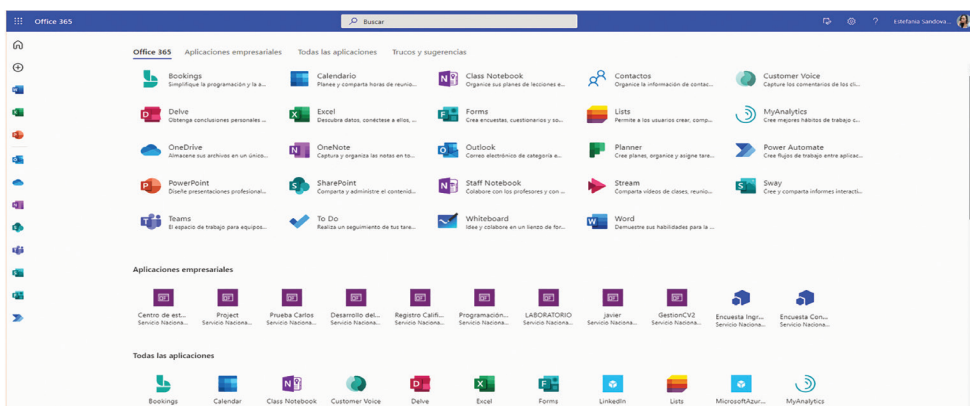 Office 365
Buscar
Estefania Sandova...
Office 365 Aplicaciones empresariales Todas las aplicaciones Trucos y sugerencias
Bookings
Simplifique la programación y la a...
Calendario
Planee y comparta horas de reunio...
Class Notebook
Organice sus planes de lecciones e...
Contactos
Organice la información de contac...
Customer Voice
Capture los comentarios de los cli...
Delve
Obtenga conclusiones personales ...
Excel
Descubra datos, conéctese a ellos, ...
Forms
Crea encuestas, cuestionarios y so...
Lists
Permite a los usuarios crear, comp...
MyAnalytics
Cree mejores hábitos de trabajo c...
OneDrive
Almacene sus archivos en un único...
OneNote
Captura y organiza las notas en to...
Outlook
Correo electrónico de categoría e...
Planner
Cree planes, organice y asigne tare...
Power Automate
Cree flujos de trabajo entre aplicac...
PowerPoint
Diseñe presentaciones profesional...
SharePoint
Comparta y administre el contenid...
Staff Notebook
Colabore con los profesores y con ...
Stream
Comparta vídeos de clases, reunio...
Sway
Cree y comparta informes interacti...
Teams
El espacio de trabajo para equipos...
To Do
Realiza un seguimiento de tus tare...
Whiteboard
Idee y colabore en un lienzo de for...
Word
Demuestre sus habilidades para la ...
Aplicaciones empresariales
Centro de est...
Servicio Naciona...
Project
Servicio Naciona...
Prueba Carlos
Servicio Naciona...
Desarrollo del...
Servicio Naciona...
Registro Califi...
Servicio Naciona...
Programación...
Servicio Naciona...
LABORATORIO
Servicio Naciona...
javier
Servicio Naciona...
GestionCV2
Servicio Naciona...
Encuesta Ingr...
Servicio Naciona...
Encuesta Con...
Servicio Naciona...
Todas las aplicaciones
Bookings
Calendar
Class Notebook
Customer Voice
Delve
Excel
Forms
LinkedIn
Lists
MicrosoftAzur...
MyAnalytics